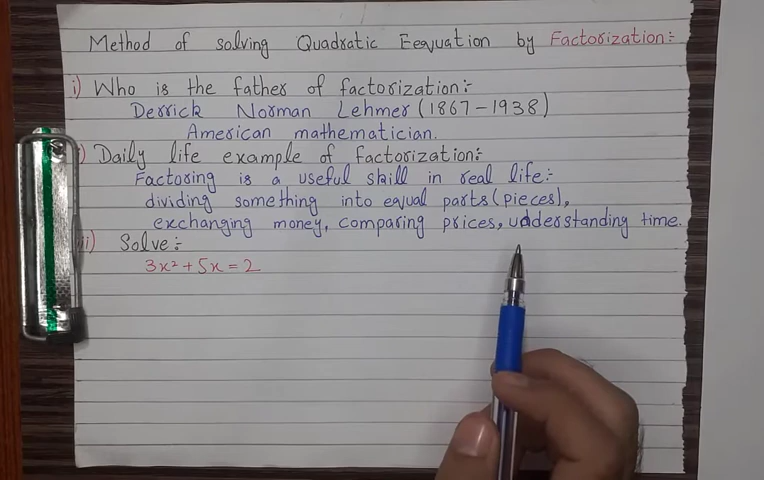 Method of solving Quadratic Eequation by Factorization:-
i) Who is the father of factorization:-
Derrick Norman Lehmer (1867-1938)
American mathematician.
) Daily life example of factorization:-
Factoring is a useful skill in real life:-
dividing something into equal parts (pieces),
exchanging money, comparing prices, understanding time.
iii) Solve:-
3x² + 5x = 2